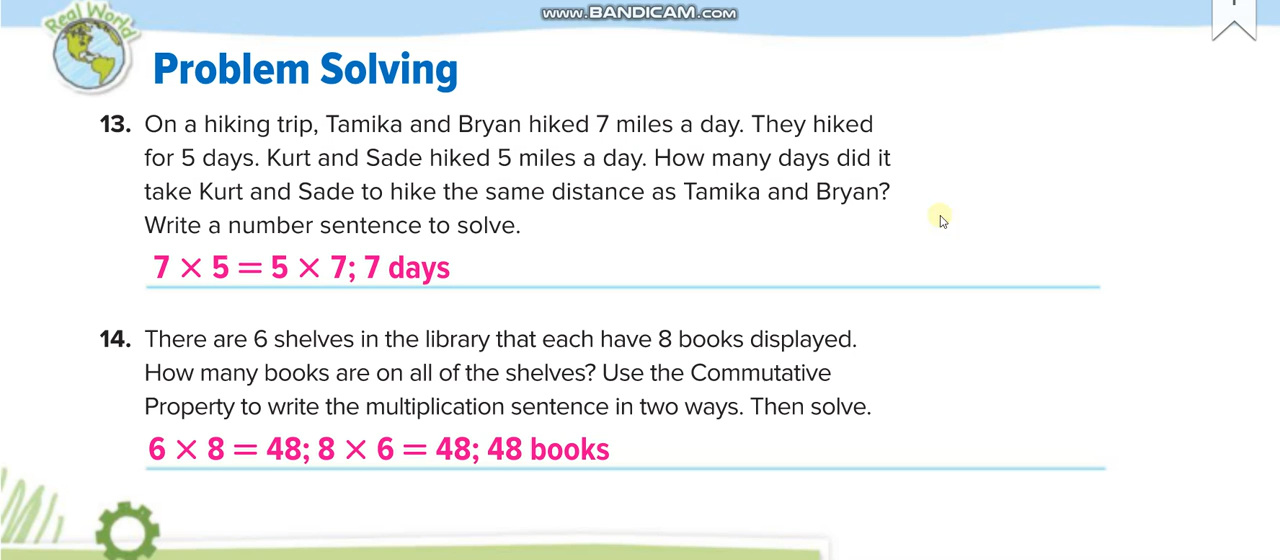 www.BANDICAM.com
Real World
Problem Solving
13. On a hiking trip, Tamika and Bryan hiked 7 miles a day. They hiked
for 5 days. Kurt and Sade hiked 5 miles a day. How many days did it
take Kurt and Sade to hike the same distance as Tamika and Bryan?
Write a number sentence to solve.
7 × 5 = 5 × 7; 7 days
14. There are 6 shelves in the library that each have 8 books displayed.
How many books are on all of the shelves? Use the Commutative
Property to write the multiplication sentence in two ways. Then solve.
6 × 8 = 48; 8 × 6 = 48; 48 books